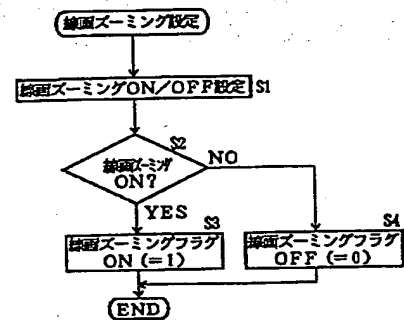 線画ズーミング設定
線画ズーミングON/OFF設定 S1
S2
線画ズーミング
ON?
NO
YES
S3
線画ズーミングフラグ
ON (=1)
S4
線画ズーミングフラグ
OFF (=0)
END